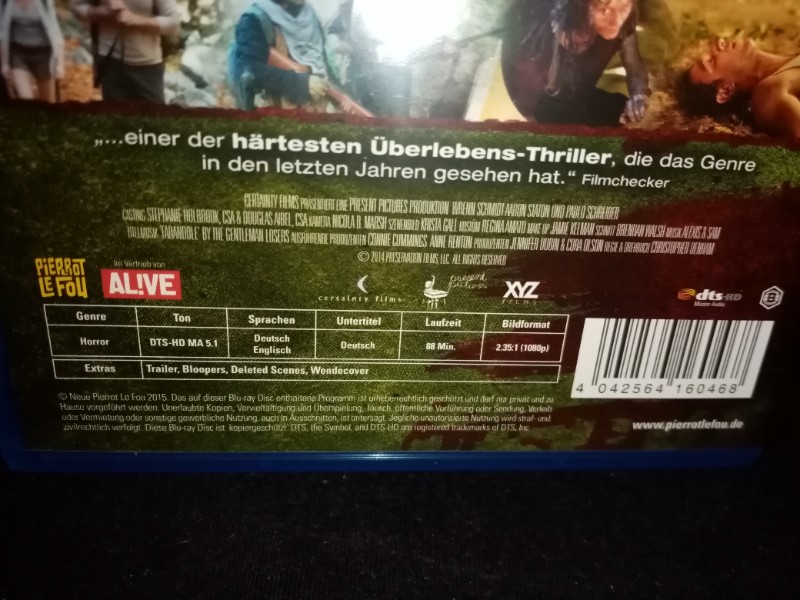 „...einer der härtesten Überlebens-Thriller, die das Genre
in den letzten Jahren gesehen hat.“ Filmchecker
CERTAINTY FILMS PRÄSENTIERT EINE PRESENT PICTURES PRODUKTION WRENN SCHMIDT AARON STATON UND PABLO SCHREIBER
CASTING STEPHANIE HOLBROOK, CSA & DOUGLAS AIBEL, CSA KAMERA NICOLA B. MARSH SZENENBILD KRISTA GALL KOSTÜM REGINA AMATO MAKE UP JAMIE KELMAN SCHNITT BRENDAN WALSH MUSIK ALEXIS & SAM
TITELMUSIK BY THE GENTLEMAN LOSERS AUSFÜHRENDE PRODUZENTEN CONNIE CUMMINGS ANNE KENTON PRODUZENTEN JENNIFER DUBIN & CORA OLSON REGIE & DREHBUCH CHRISTOPHER DENHAM
© 2014 PRESERVATION FILMS, LLC. ALL RIGHTS RESERVED.
PIERROT
LE FOU
Im Vertrieb von
AL!VE
certainty films
present
pictures
XYZ
FILMS
dts-HD
Master Audio
B
Genre Ton Sprachen Untertitel Laufzeit Bildformat
Horror DTS-HD MA 5.1 Deutsch Englisch Deutsch 88 Min. 2.35:1 (1080p)
Extras Trailer, Bloopers, Deleted Scenes, Wendecover
4 042564 160468
© Neue Pierrot Le Fou 2015. Das auf dieser Blu-ray Disc enthaltene Programm ist urheberrechtlich geschützt und darf nur privat und zu
Hause vorgeführt werden. Unerlaubte Kopien, Vervielfältigung und Überspielung, Tausch, öffentliche Vorführung oder Sendung, Verleih
oder Vermietung oder sonstige gewerbliche Nutzung, auch in Ausschnitten, ist untersagt. Jegliche unautorisierte Nutzung wird straf- und
zivilrechtlich verfolgt. Diese Blu-ray Disc ist kopiergeschützt. DTS, the Symbol, and DTS-HD are registered trademarks of DTS, Inc.
www.pierrotlefou.de